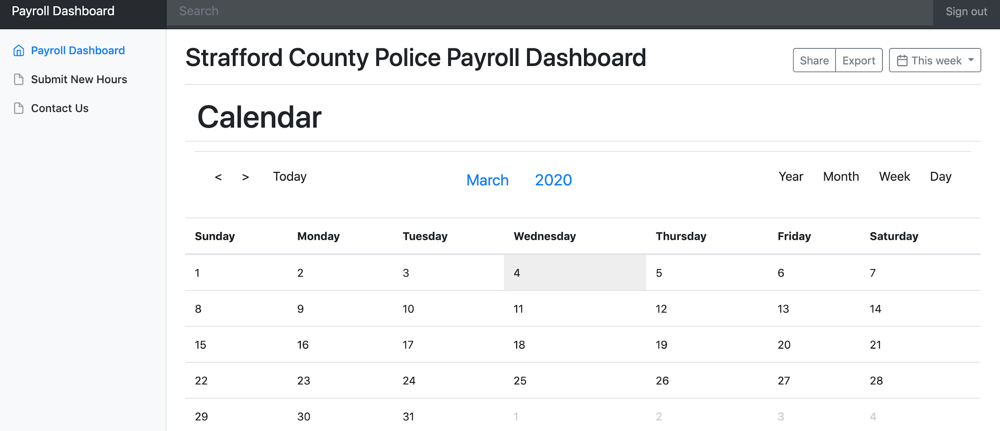 Payroll Dashboard Search Sign out
Payroll Dashboard
Submit New Hours
Contact Us
Strafford County Police Payroll Dashboard
Share Export This week
Calendar
< > Today March 2020 Year Month Week Day
Sunday Monday Tuesday Wednesday Thursday Friday Saturday
1 2 3 4 5 6 7
8 9 10 11 12 13 14
15 16 17 18 19 20 21
22 23 24 25 26 27 28
29 30 31 1 2 3 4